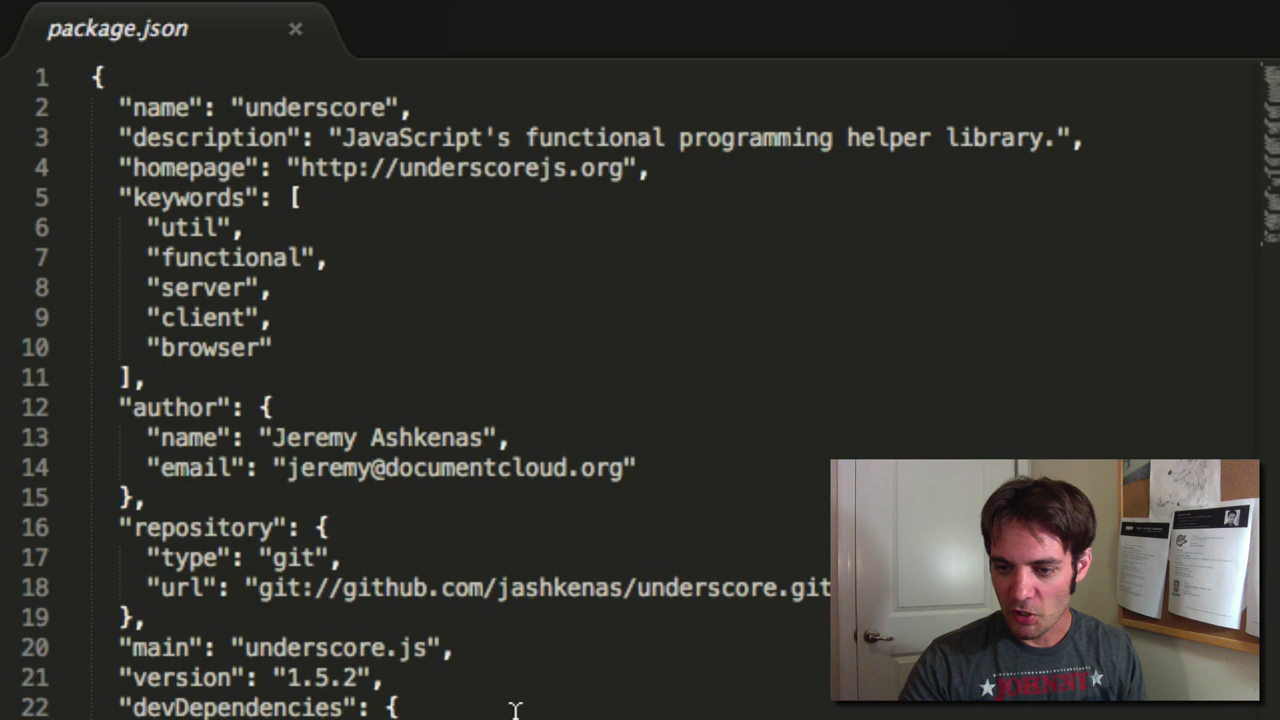 package.json ×
1 {
2 "name": "underscore",
3 "description": "JavaScript's functional programming helper library.",
4 "homepage": "http://underscorejs.org",
5 "keywords": [
6 "util",
7 "functional",
8 "server",
9 "client",
10 "browser"
11 ],
12 "author": {
13 "name": "Jeremy Ashkenas",
14 "email": "jeremy@documentcloud.org"
15 },
16 "repository": {
17 "type": "git",
18 "url": "git://github.com/jashkenas/underscore.git
19 },
20 "main": "underscore.js",
21 "version": "1.5.2",
22 "devDependencies": {
JOHNNY